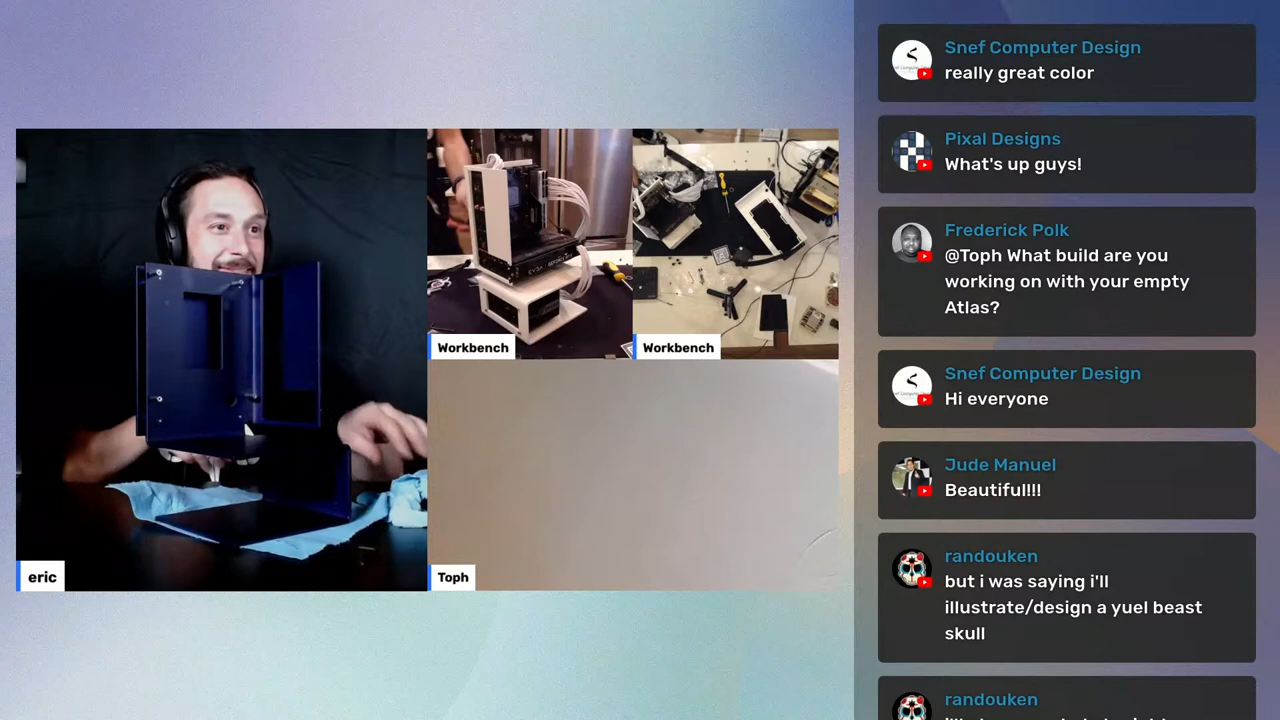 Workbench
Workbench
eric
Toph
EVGA
GEFORCE
Snef Computer Design
really great color
Pixal Designs
What's up guys!
Frederick Polk
@Toph What build are you
working on with your empty
Atlas?
Snef Computer Design
Hi everyone
Jude Manuel
Beautiful!!!
randouken
but i was saying i'll
illustrate/design a yuel beast
skull
randouken